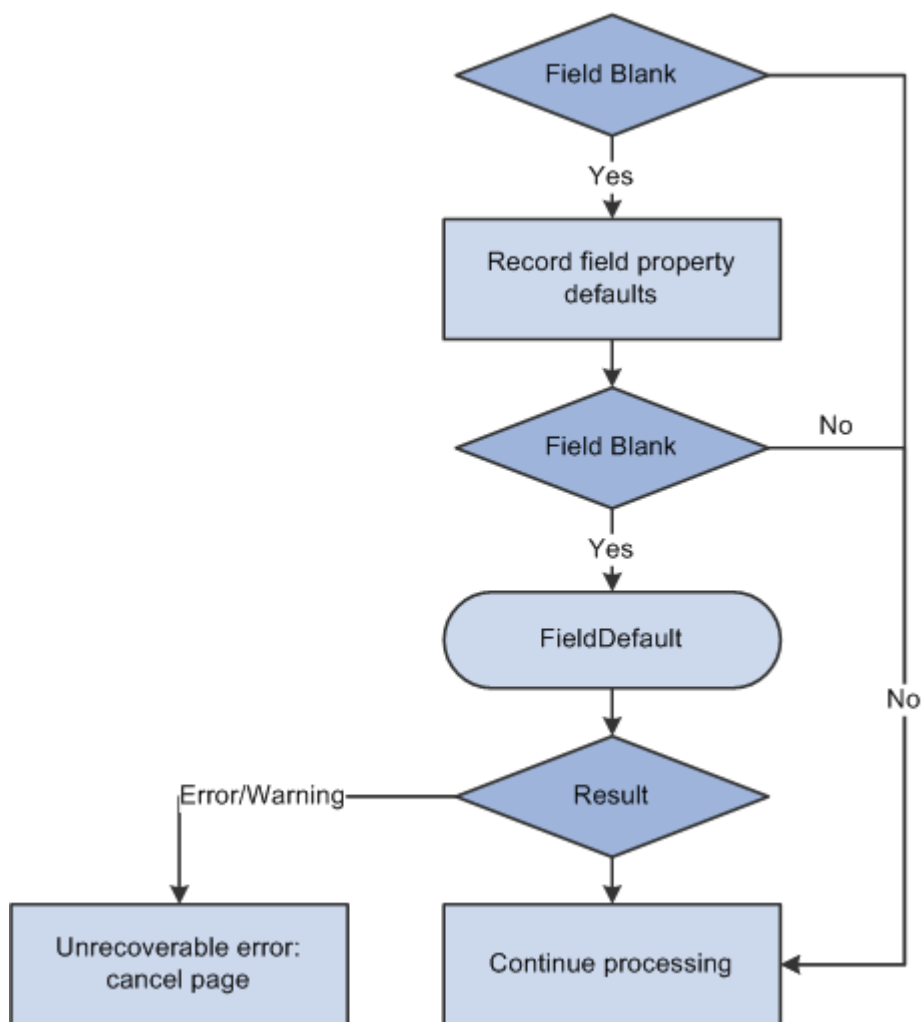 Field Blank
Yes
Record field property
defaults
Field Blank
No
Yes
FieldDefault
No
Error/Warning
Result
Unrecoverable error:
cancel page
Continue processing